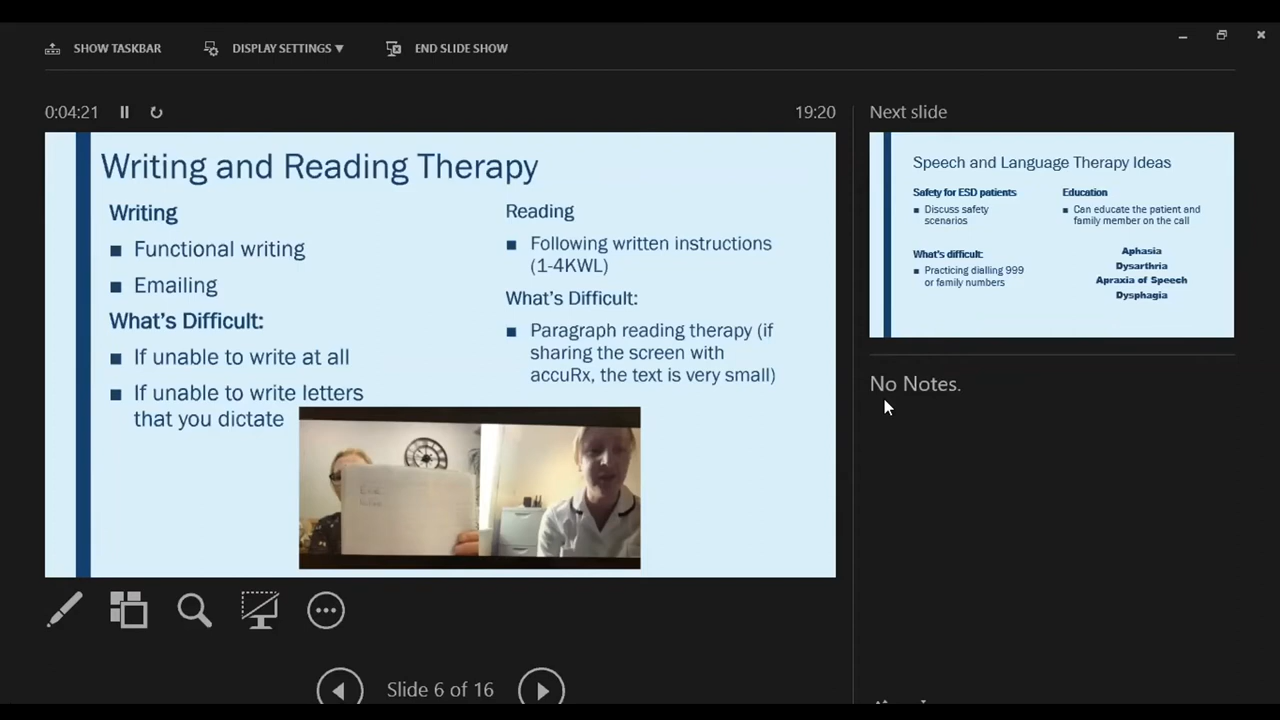 SHOW TASKBAR
DISPLAY SETTINGS ▼
END SLIDE SHOW
0:04:21
19:20
Writing and Reading Therapy
Writing
■ Functional writing
■ Emailing
What's Difficult:
■ If unable to write at all
■ If unable to write letters
that you dictate
Reading
■ Following written instructions
(1-4KWL)
What's Difficult:
■ Paragraph reading therapy (if
sharing the screen with
accuRx, the text is very small)
Slide 6 of 16
Next slide
Speech and Language Therapy Ideas
Safety for ESD patients
■ Discuss safety
scenarios
What's difficult:
■ Practicing dialling 999
or family numbers
Education
■ Can educate the patient and
family member on the call
Aphasia
Dysarthria
Apraxia of Speech
Dysphagia
No Notes.